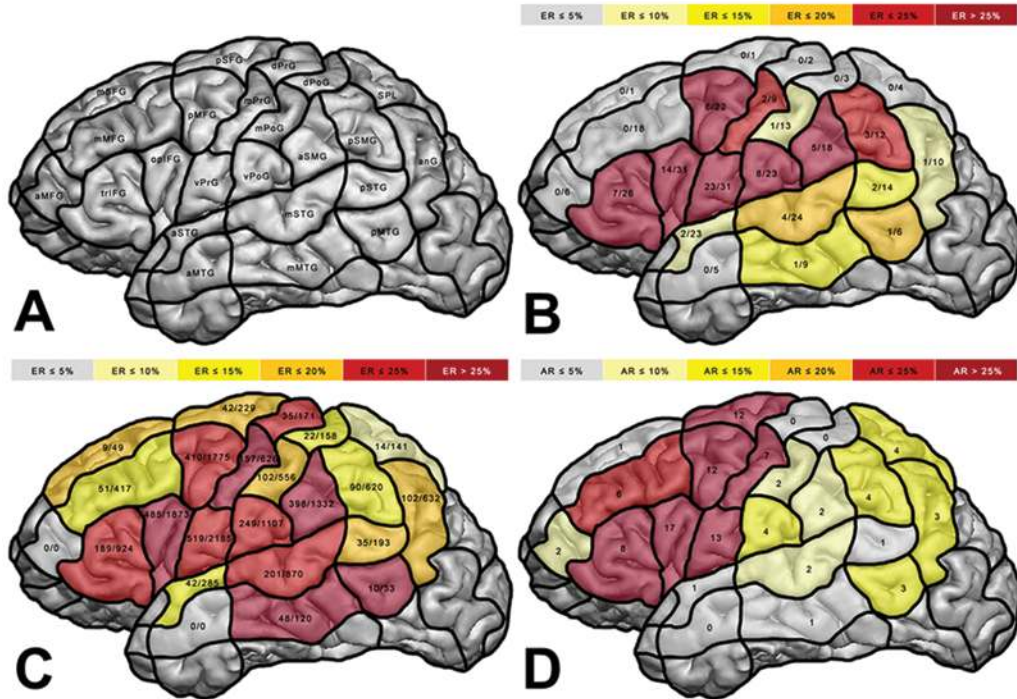 pSFG
dPrG
mSFG
mPrG
dPoG
SPL
pMFG
mMFG
mPoG
pSMG
opIFG
aSMG
anG
aMFG
triFG
vPrG
vPoG
pSTG
mSTG
aSTG
pMTG
aMTG
mMTG
A
ER ≤ 5% ER ≤ 10% ER ≤ 15% ER ≤ 20% ER ≤ 25% ER > 25%
0/1
0/2
0/3
0/1
0/4
2/9
0/18
1/13
3/12
5/18
1/10
14/31
8/23
0/6
7/26
23/31
2/14
4/24
2/23
1/6
0/5
1/9
B
ER ≤ 5% ER ≤ 10% ER ≤ 15% ER ≤ 20% ER ≤ 25% ER > 25%
42/229
35/171
9/49
22/158
14/141
410/1775
157/626
51/417
102/556
90/620
102/632
485/1873
398/1332
249/1107
519/2185
35/193
0/0
189/924
201/870
42/285
10/53
48/120
0/0
C
AR ≤ 5% AR ≤ 10% AR ≤ 15% AR ≤ 20% AR ≤ 25% AR > 25%
12
0
1
0
4
7
12
2
6
4
2
3
17
13
4
1
2
8
2
1
3
0
1
D